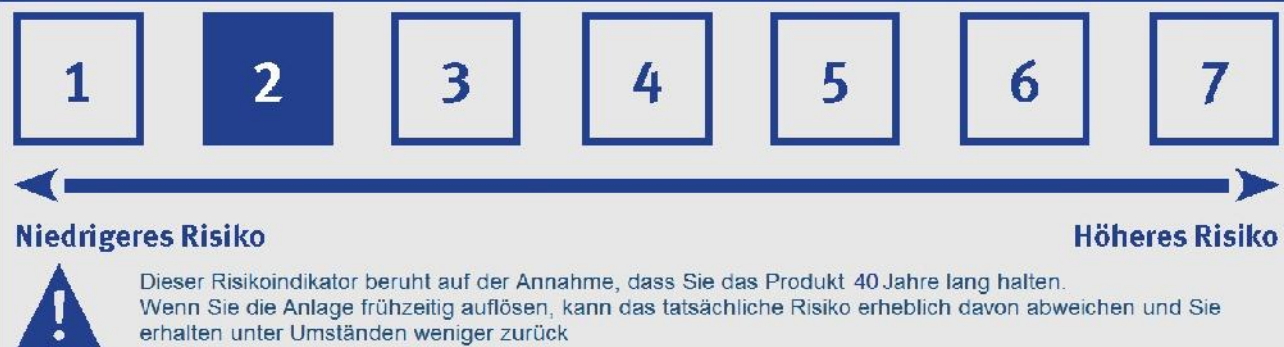 1 2 3 4 5 6 7
Niedrigeres Risiko Höheres Risiko
!
Dieser Risikoindikator beruht auf der Annahme, dass Sie das Produkt 40 Jahre lang halten.
Wenn Sie die Anlage frühzeitig auflösen, kann das tatsächliche Risiko erheblich davon abweichen und Sie
erhalten unter Umständen weniger zurück